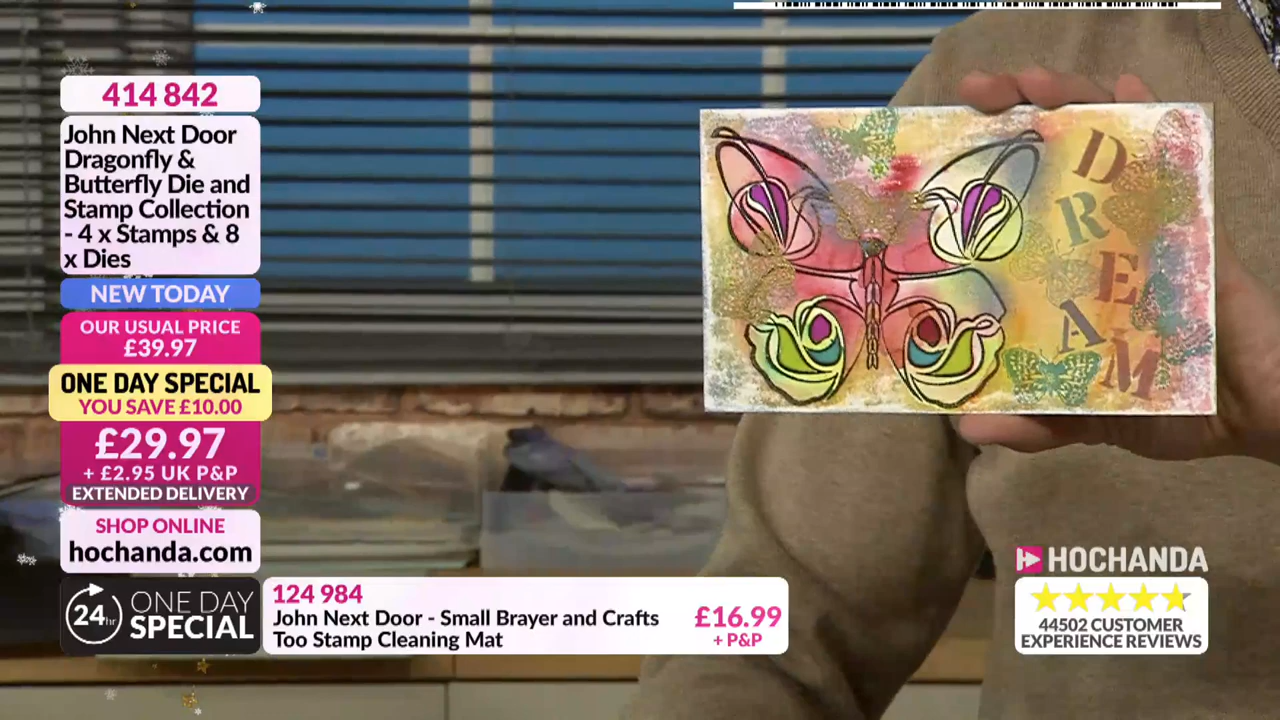 414 842
John Next Door
Dragonfly &
Butterfly Die and
Stamp Collection
- 4 x Stamps & 8
x Dies
NEW TODAY
OUR USUAL PRICE
£39.97
ONE DAY SPECIAL
YOU SAVE £10.00
£29.97
+ £2.95 UK P&P
EXTENDED DELIVERY
SHOP ONLINE
hochanda.com
24hr
ONE DAY
SPECIAL
124 984
John Next Door - Small Brayer and Crafts
Too Stamp Cleaning Mat
£16.99
+ P&P
DREAM
HOCHANDA
44502 CUSTOMER
EXPERIENCE REVIEWS